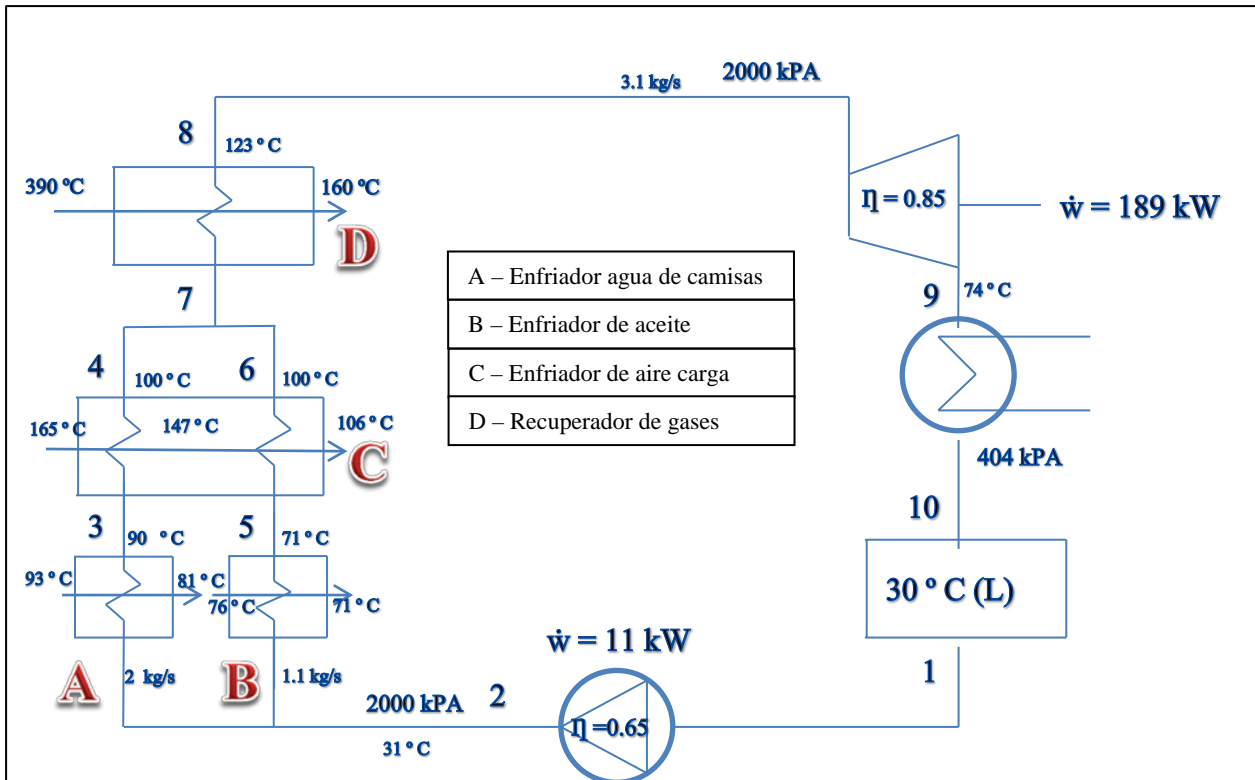 3.1 kg/s
2000 kPA
8
123 º C
390 ºC
160 ºC
D
Ƞ = 0.85
ẇ = 189 kW
A – Enfriador agua de camisas
B – Enfriador de aceite
C – Enfriador de aire carga
D – Recuperador de gases
7
9
74 º C
4
6
100 º C
100 º C
165 º C
147 º C
106 º C
C
404 kPA
10
3
5
90 º C
71 º C
93 º C
81 º C
76 º C
71 º C
30 º C (L)
ẇ = 11 kW
A
2 kg/s
B
1.1 kg/s
2000 kPA
2
Ƞ =0.65
1
31 º C